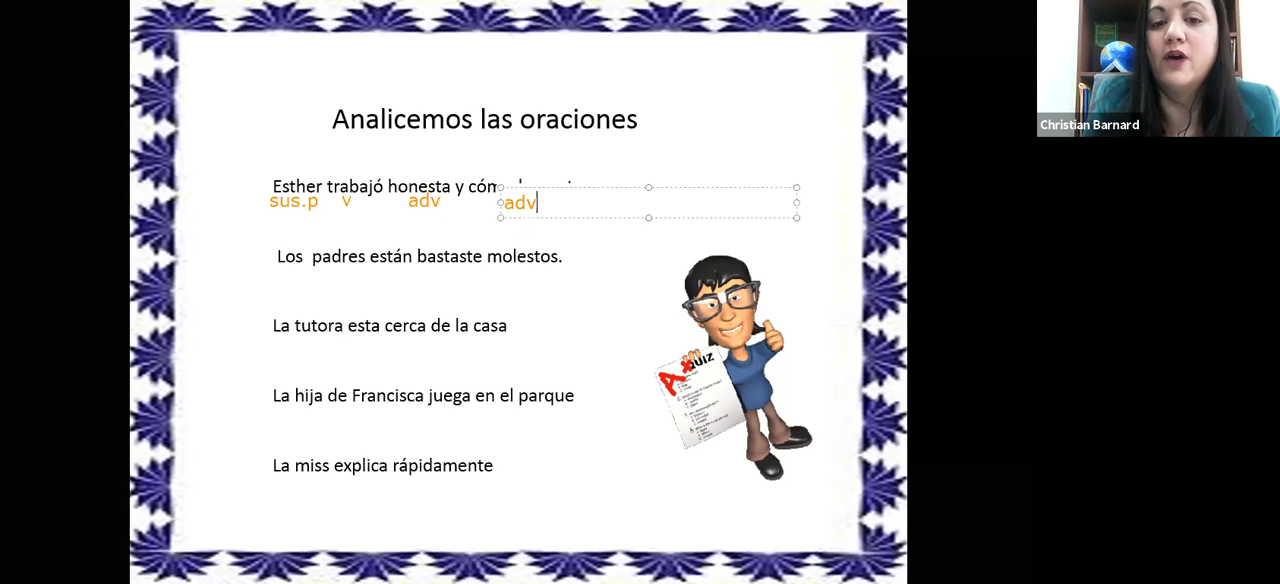 Analicemos las oraciones
Esther trabajó honesta y
sus.p v adv adv
Los padres están bastaste molestos.
La tutora esta cerca de la casa
La hija de Francisca juega en el parque
La miss explica rápidamente
A
QUIZ
Christian Barnard